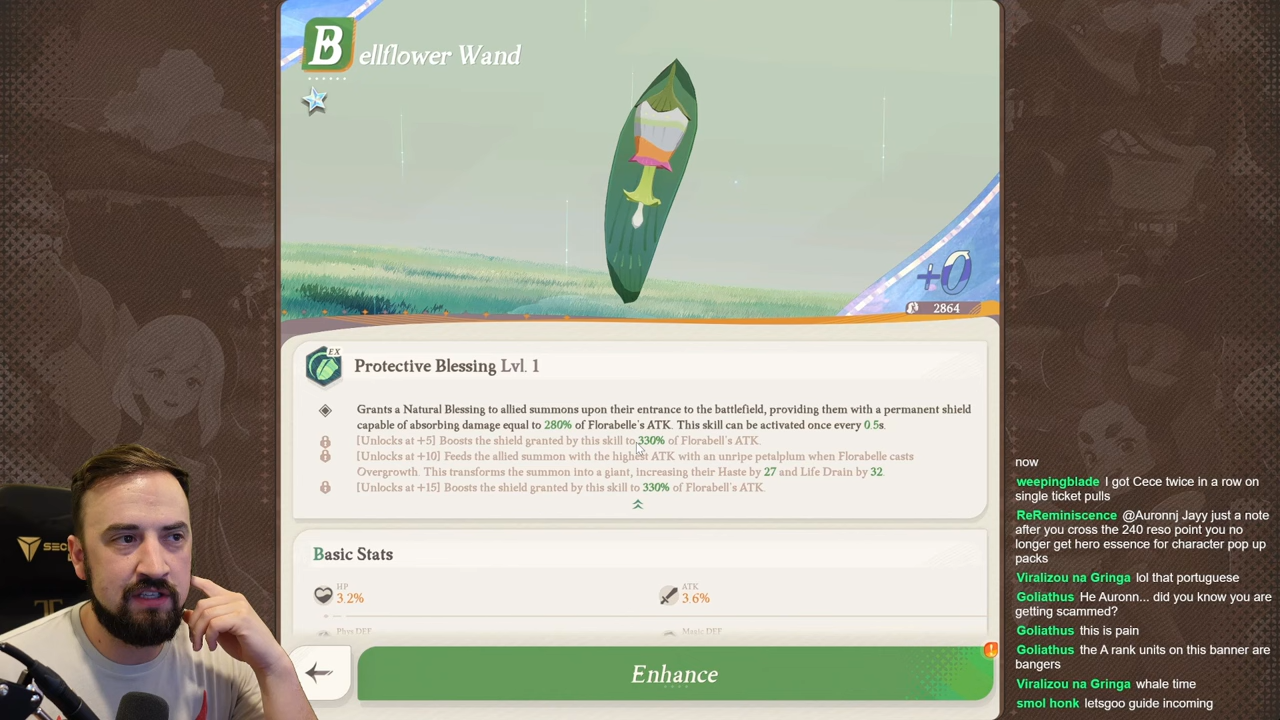 Bellflower Wand
+0
2864
EX
Protective Blessing Lvl. 1
Grants a Natural Blessing to allied summons upon their entrance to the battlefield, providing them with a permanent shield
capable of absorbing damage equal to 280% of Florabelle's ATK. This skill can be activated once every 0.5s.
[Unlocks at +5] Boosts the shield granted by this skill to 330% of Florabell's ATK.
[Unlocks at +10] Feeds the allied summon with the highest ATK with an unripe petalplum when Florabelle casts
Overgrowth. This transforms the summon into a giant, increasing their Haste by 27 and Life Drain by 32.
[Unlocks at +15] Boosts the shield granted by this skill to 330% of Florabell's ATK.
Basic Stats
HP
3.2%
ATK
3.6%
Phys DEF
Magic DEF
Enhance
now
weepingblade I got Cece twice in a row on
single ticket pulls
ReReminiscence @Auronnj Jayy just a note
after you cross the 240 reso point you no
longer get hero essence for character pop up
packs
Viralizou na Gringa lol that portuguese
Goliathus He Auronn... did you know you are
getting scammed?
Goliathus this is pain
Goliathus the A rank units on this banner are
bangers
Viralizou na Gringa whale time
smol honk letsgoo guide incoming